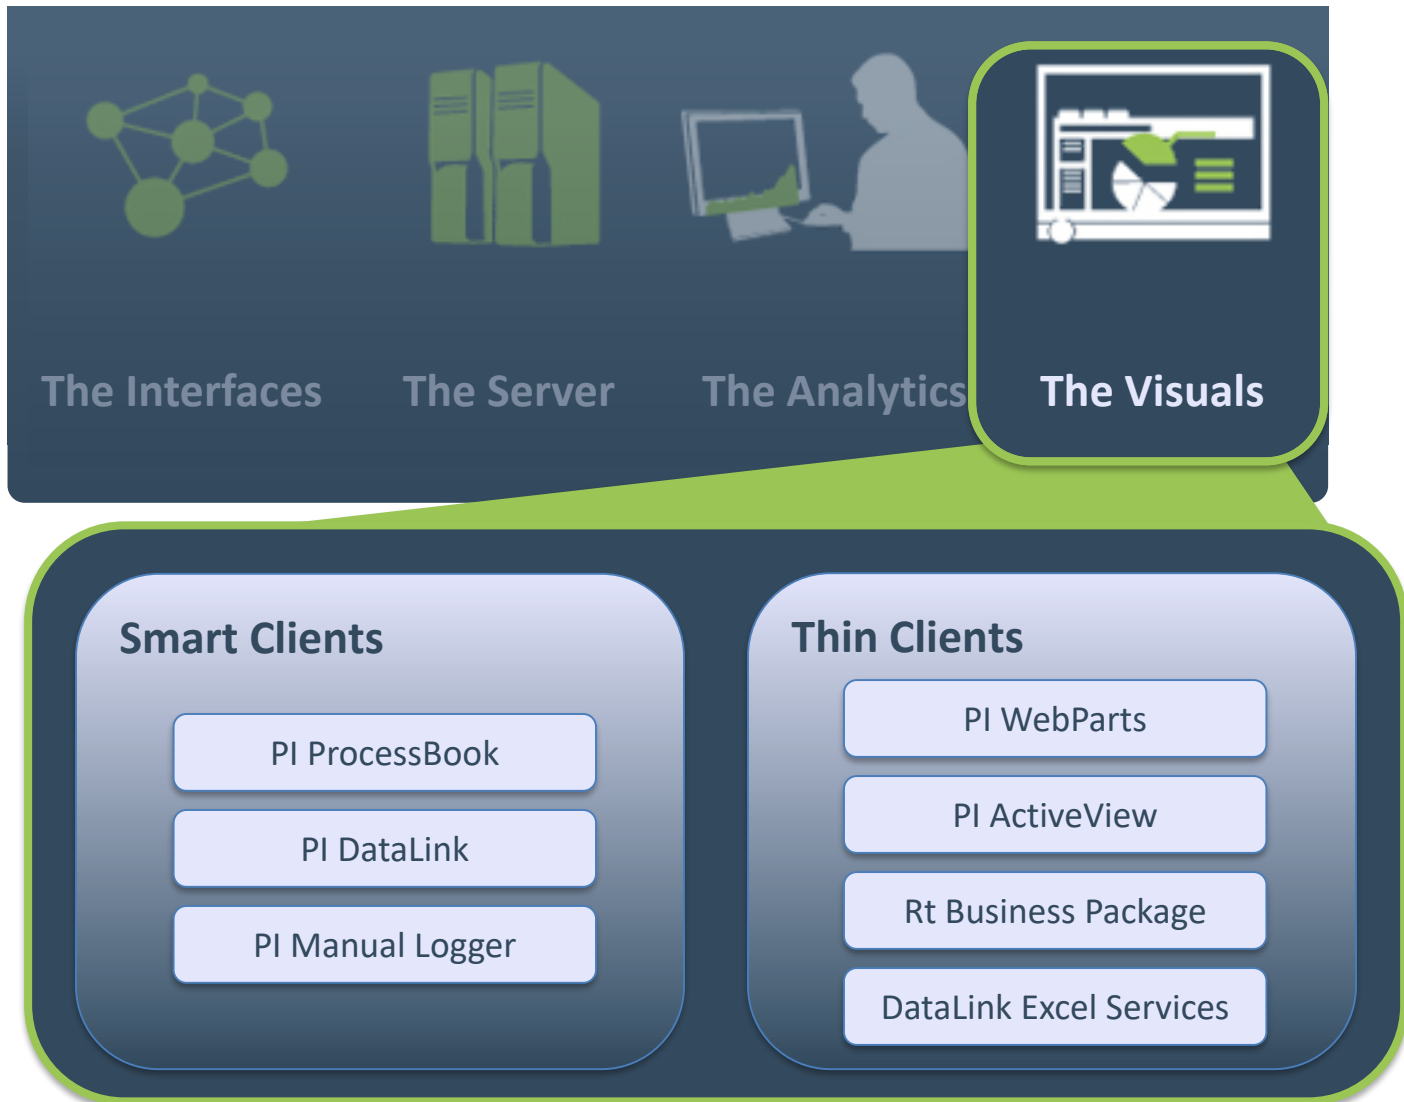 The Interfaces
The Server
The Analytics
The Visuals
Smart Clients
PI ProcessBook
PI DataLink
PI Manual Logger
Thin Clients
PI WebParts
PI ActiveView
Rt Business Package
DataLink Excel Services